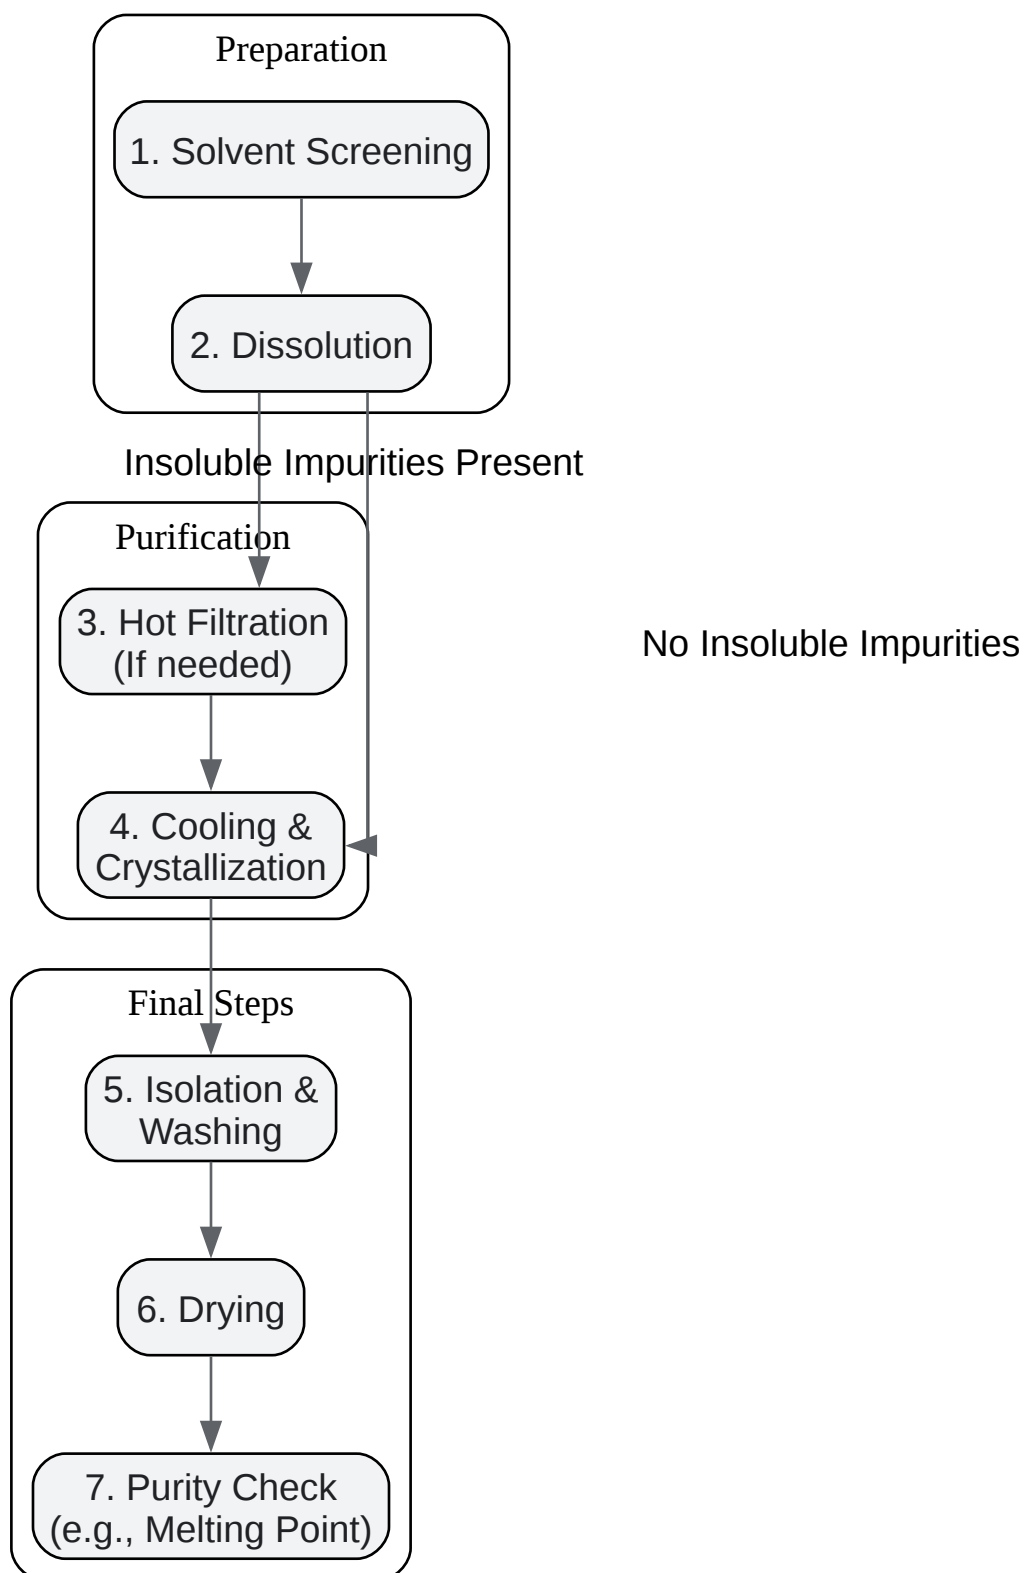 Preparation
1. Solvent Screening
2. Dissolution
Insoluble Impurities Present
Purification
3. Hot Filtration
(If needed)
No Insoluble Impurities
4. Cooling &
Crystallization
Final Steps
5. Isolation &
Washing
6. Drying
7. Purity Check
(e.g., Melting Point)